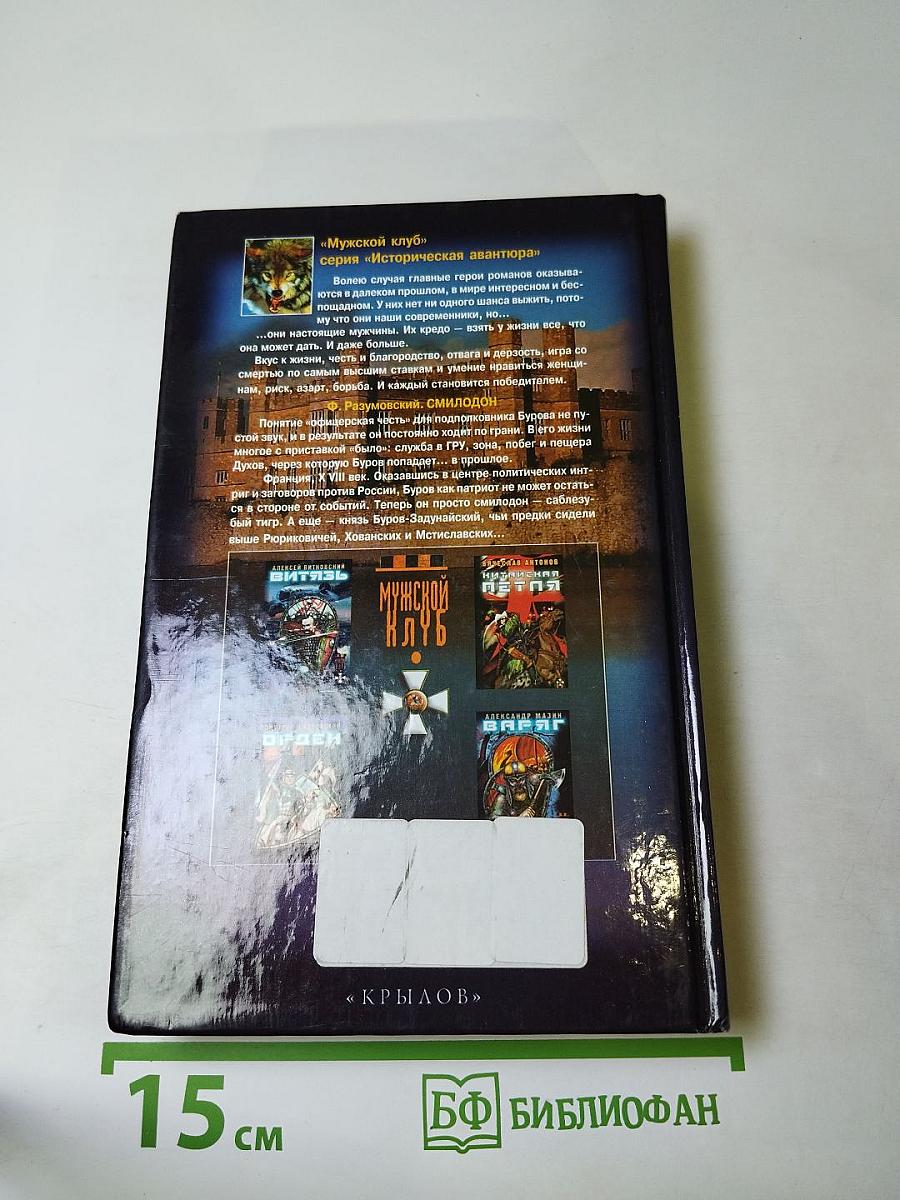 «Мужской клуб»
серия «Историческая авантюра»
Волею случая главные герои романов оказыва-
ются в далеком прошлом, в мире интересном и бес-
пощадном. У них нет ни одного шанса выжить, пото-
му что они наши современники, но...
...они настоящие мужчины. Их кредо — взять у жизни все, что
она может дать. И даже больше.
Вкус к жизни, честь и благородство, отвага и дерзость, игра со
смертью по самым высшим ставкам и умение нравиться женщи-
нам, риск, азарт, борьба. И каждый становится победителем.
Ф. Разумовский. СМИЛОДОН
Понятие «офицерская честь» для подполковника Бурова не пу-
стой звук, и в результате он постоянно ходит по грани. В его жизни
многое с приставкой «было»: служба в ГРУ, зона, побег и пещера
Духов, через которую Буров попадает... в прошлое.
Франция, XVIII век. Оказавшись в центре политических инт-
риг и заговоров против России, Буров как патриот не может остать-
ся в стороне от событий. Теперь он просто смилодон — саблезу-
бый тигр. А еще — князь Буров-Задунайский, чьи предки сидели
выше Рюриковичей, Хованских и Мстиславских...
АЛЕКСЕЙ ВИТКОВСКИЙ
ВИТЯЗЬ
МУЖСКОЙ
КЛУБ
ВЯЧЕСЛАВ АНТОНОВ
КИТАЙСКАЯ
ПЕТЛЯ
ОРДЕН
АЛЕКСАНДР МАЗИН
ВАРЯГ
«КРЫЛОВ»
15 см
БФ БИБЛИОФАН